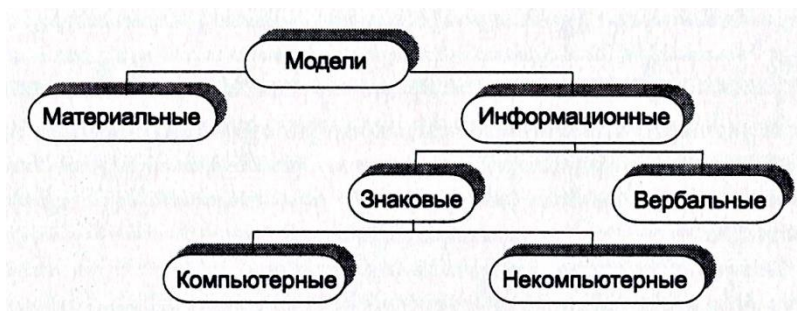 Модели
Материальные
Информационные
Знаковые
Вербальные
Компьютерные
Некомпьютерные